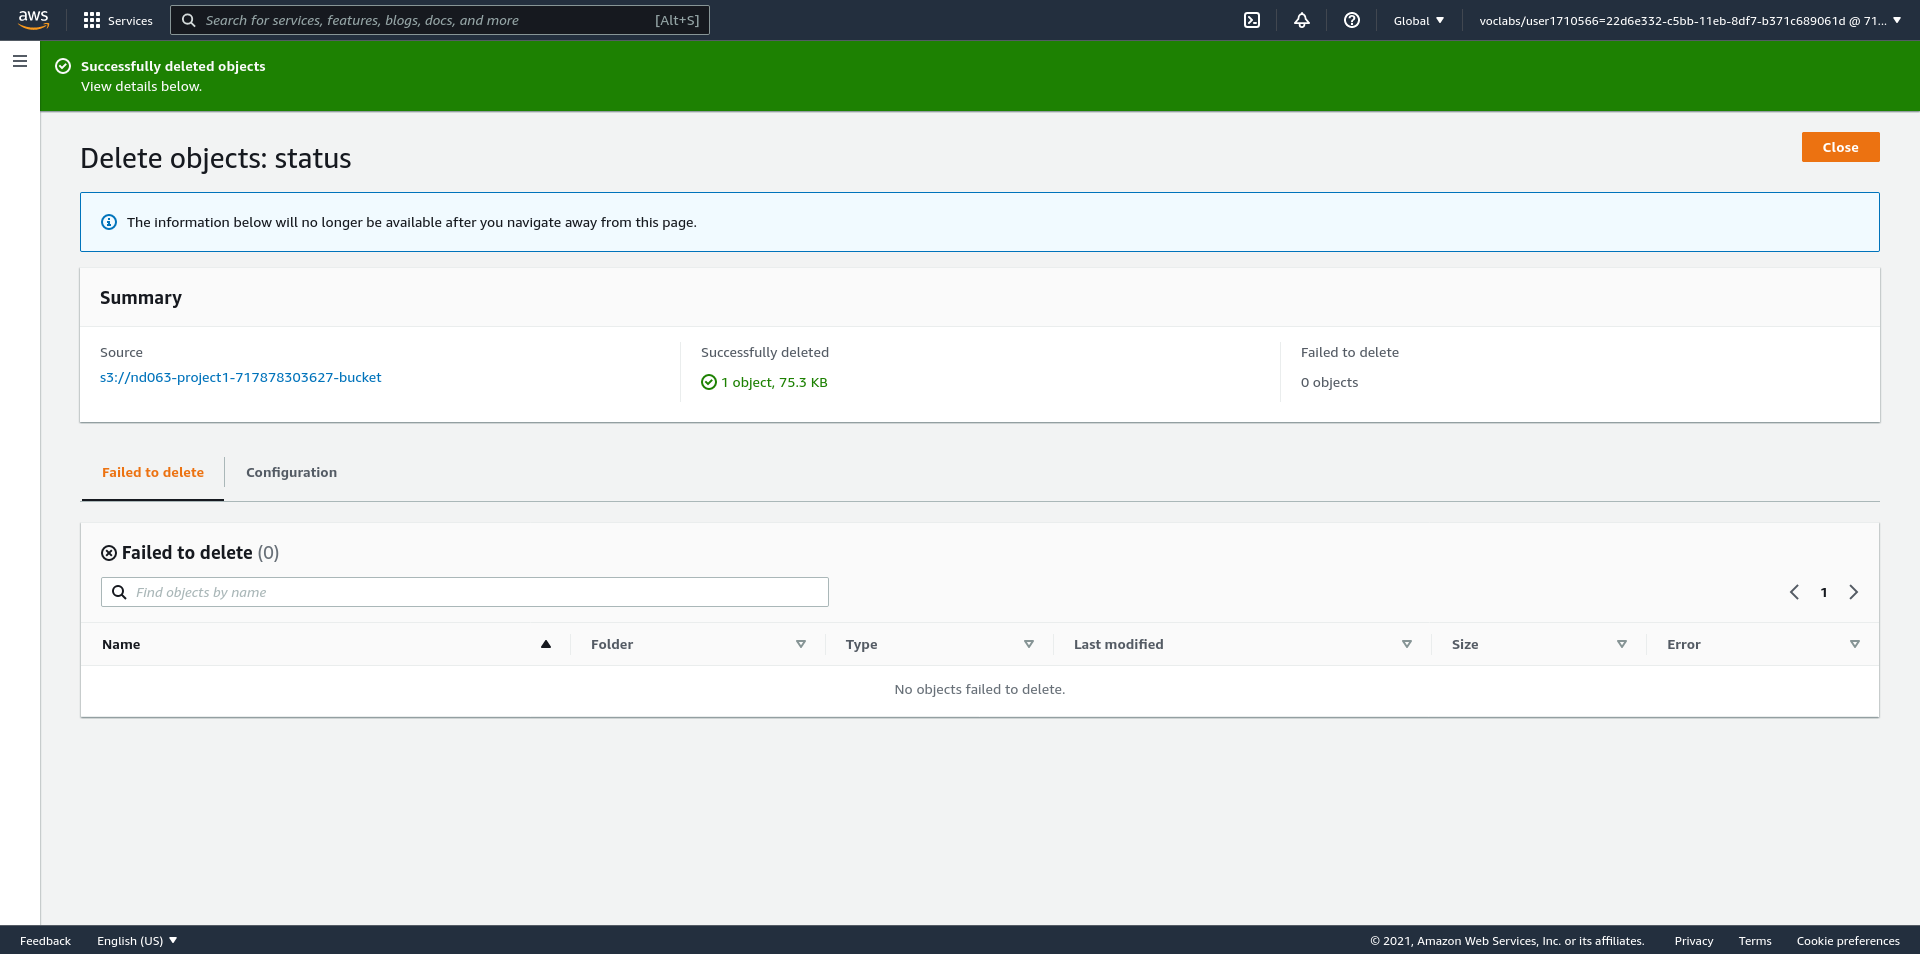 aws
Services
Search for services, features, blogs, docs, and more
[Alt+S]
Global
voclabs/user1710566=22d6e332-c5bb-11eb-8df7-b371c689061d @ 71...
Successfully deleted objects
View details below.
Delete objects: status
Close
The information below will no longer be available after you navigate away from this page.
Summary
Source
s3://nd063-project1-717878303627-bucket
Successfully deleted
1 object, 75.3 KB
Failed to delete
0 objects
Failed to delete
Configuration
Failed to delete (0)
Find objects by name
1
Name
Folder
Type
Last modified
Size
Error
No objects failed to delete.
Feedback
English (US)
© 2021, Amazon Web Services, Inc. or its affiliates.
Privacy
Terms
Cookie preferences